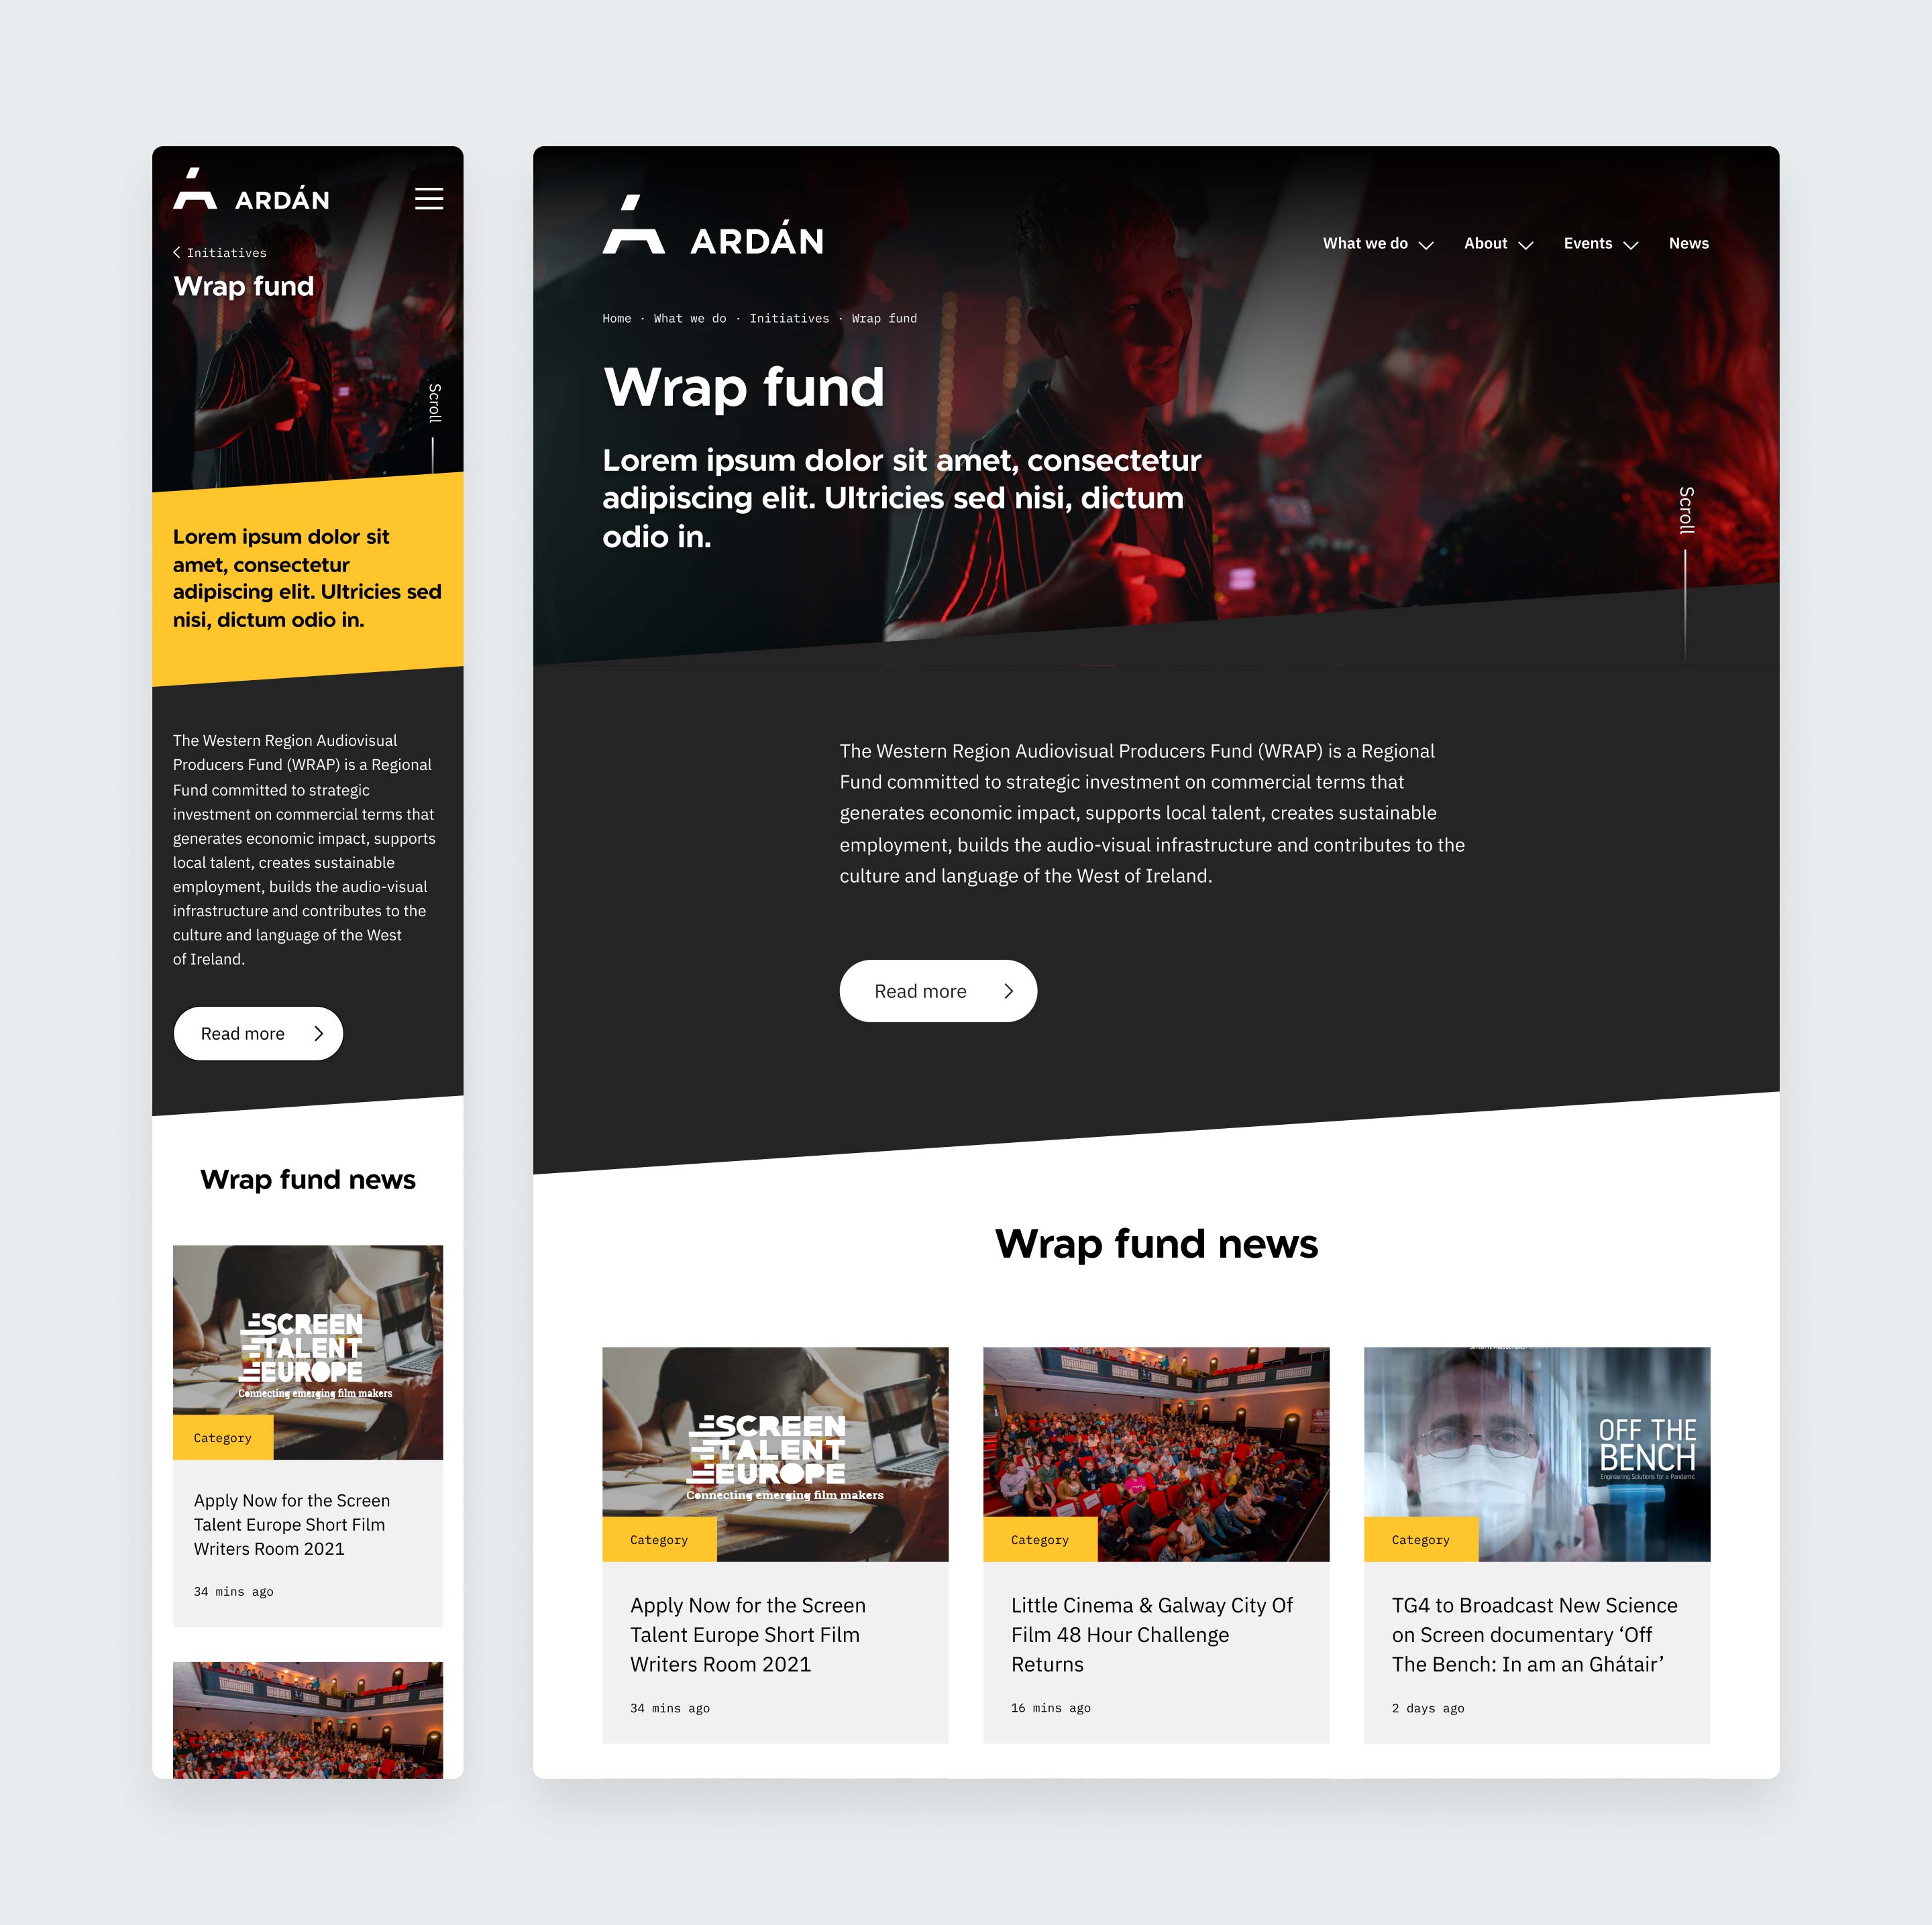 ARDÁN
Initiatives
Wrap fund
Scroll
Lorem ipsum dolor sit
amet, consectetur
adipiscing elit. Ultricies sed
nisi, dictum odio in.
The Western Region Audiovisual
Producers Fund (WRAP) is a Regional
Fund committed to strategic
investment on commercial terms that
generates economic impact, supports
local talent, creates sustainable
employment, builds the audio-visual
infrastructure and contributes to the
culture and language of the West
of Ireland.
Read more
Wrap fund news
SCREEN
TALENT
EUROPE
Connecting emerging film makers
Category
Apply Now for the Screen
Talent Europe Short Film
Writers Room 2021
34 mins ago
ARDÁN
What we do About Events News
Home · What we do · Initiatives · Wrap fund
Wrap fund
Lorem ipsum dolor sit amet, consectetur
adipiscing elit. Ultricies sed nisi, dictum
odio in.
Scroll
The Western Region Audiovisual Producers Fund (WRAP) is a Regional
Fund committed to strategic investment on commercial terms that
generates economic impact, supports local talent, creates sustainable
employment, builds the audio-visual infrastructure and contributes to the
culture and language of the West of Ireland.
Read more
Wrap fund news
SCREEN
TALENT
EUROPE
Connecting emerging film makers
Category
Apply Now for the Screen
Talent Europe Short Film
Writers Room 2021
34 mins ago
Category
Little Cinema & Galway City Of
Film 48 Hour Challenge
Returns
16 mins ago
OFF THE
BENCH
Engineering Solutions for a Pandemic
Category
TG4 to Broadcast New Science
on Screen documentary ‘Off
The Bench: In am an Ghátair’
2 days ago